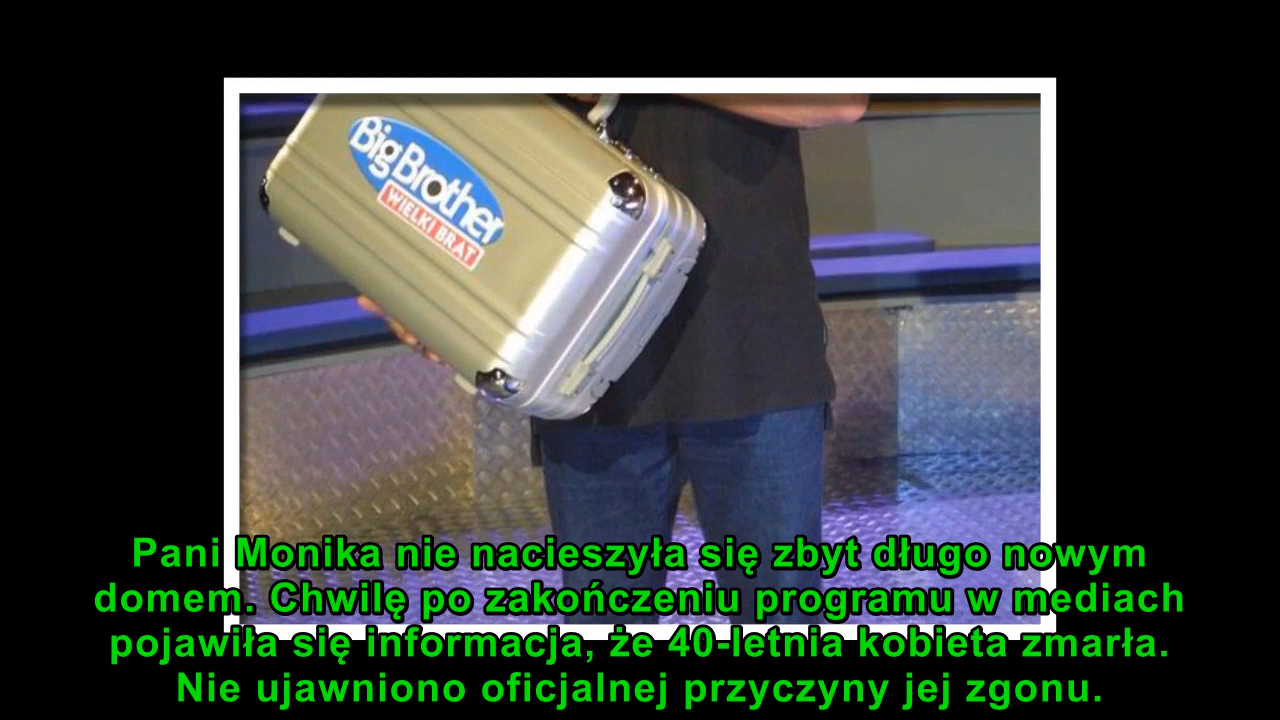 Big Brother
WIELKI BRAT
Pani Monika nie nacieszyła się zbyt długo nowym
domem. Chwilę po zakończeniu programu w mediach
pojawiła się informacja, że 40-letnia kobieta zmarła.
Nie ujawniono oficjalnej przyczyny jej zgonu.